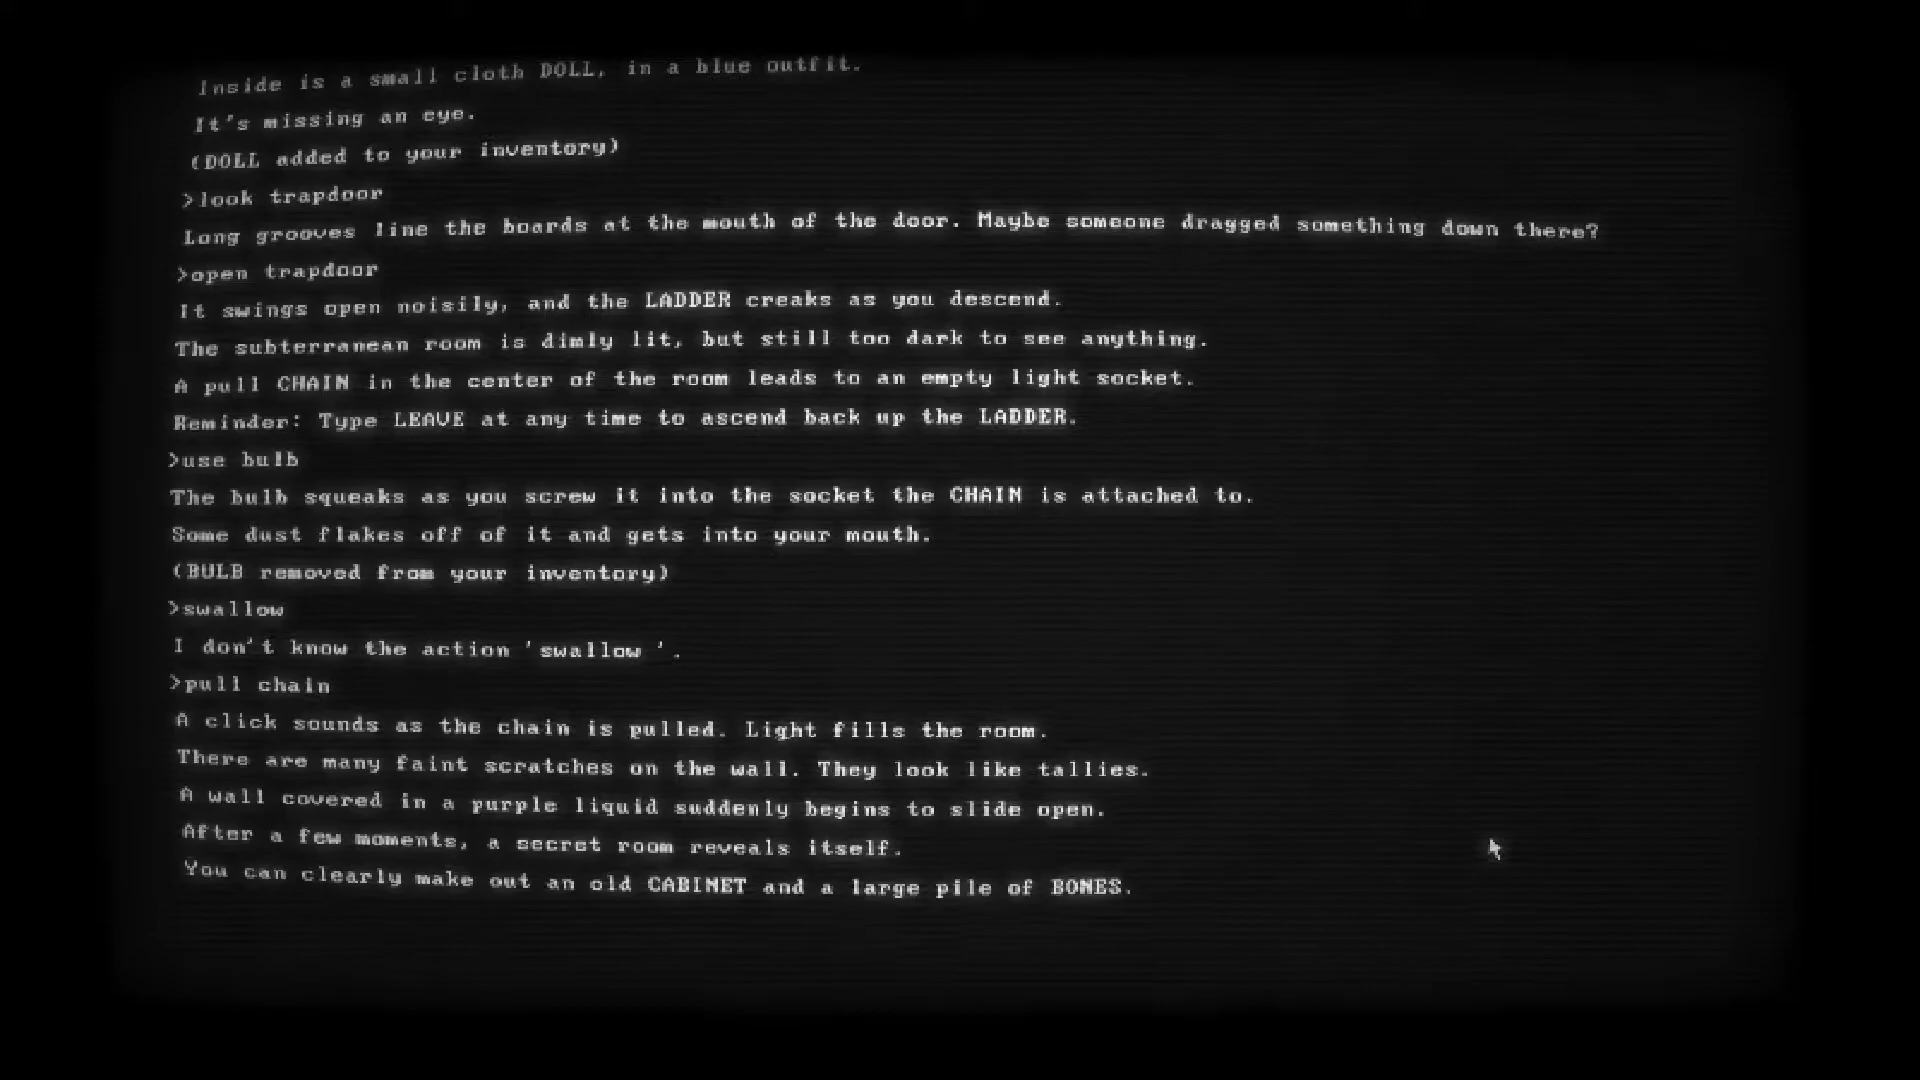 Inside is a small cloth DOLL, in a blue outfit.
It's missing an eye.
(DOLL added to your inventory)
>look trapdoor
Long grooves line the boards at the mouth of the door. Maybe someone dragged something down there?
>open trapdoor
It swings open noisily, and the LADDER creaks as you descend.
The subterranean room is dimly lit, but still too dark to see anything.
A pull CHAIN in the center of the room leads to an empty light socket.
Reminder: Type LEAVE at any time to ascend back up the LADDER.
>use bulb
The bulb squeaks as you screw it into the socket the CHAIN is attached to.
Some dust flakes off of it and gets into your mouth.
(BULB removed from your inventory)
>swallow
I don't know the action 'swallow '.
>pull chain
A click sounds as the chain is pulled. Light fills the room.
There are many faint scratches on the wall. They look like tallies.
A wall covered in a purple liquid suddenly begins to slide open.
After a few moments, a secret room reveals itself.
You can clearly make out an old CABINET and a large pile of BONES.